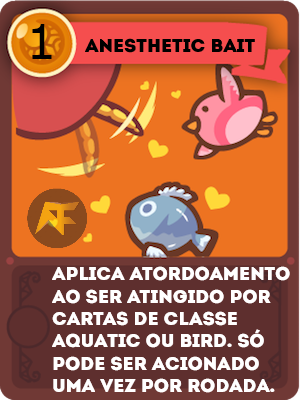 1
ANESTHETIC BAIT
AF
APLICA ATORDOAMENTO
AO SER ATINGIDO POR
CARTAS DE CLASSE
AQUATIC OU BIRD. SÓ
PODE SER ACIONADO
UMA VEZ POR RODADA.